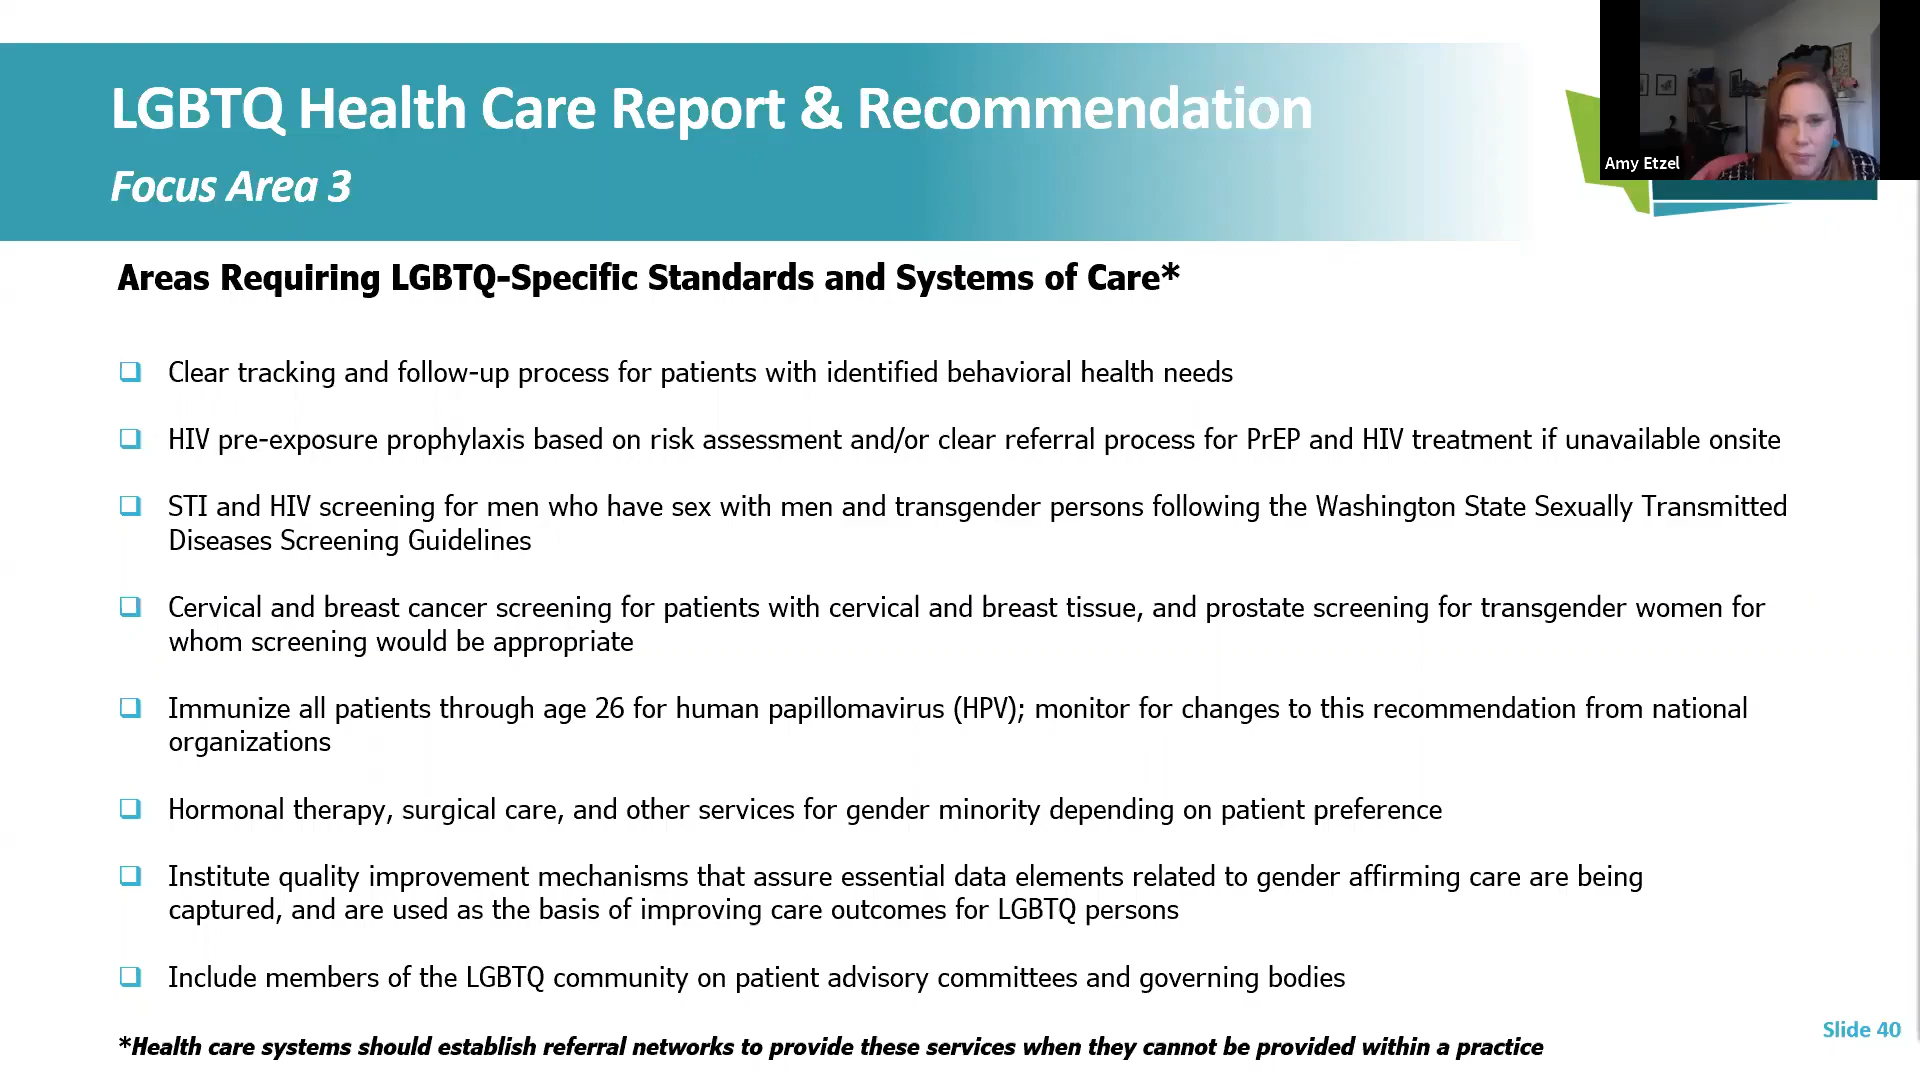 LGBTQ Health Care Report & Recommendation
Focus Area 3
Amy Etzel
Areas Requiring LGBTQ-Specific Standards and Systems of Care*
Clear tracking and follow-up process for patients with identified behavioral health needs
HIV pre-exposure prophylaxis based on risk assessment and/or clear referral process for PrEP and HIV treatment if unavailable onsite
STI and HIV screening for men who have sex with men and transgender persons following the Washington State Sexually Transmitted
Diseases Screening Guidelines
Cervical and breast cancer screening for patients with cervical and breast tissue, and prostate screening for transgender women for
whom screening would be appropriate
Immunize all patients through age 26 for human papillomavirus (HPV); monitor for changes to this recommendation from national
organizations
Hormonal therapy, surgical care, and other services for gender minority depending on patient preference
Institute quality improvement mechanisms that assure essential data elements related to gender affirming care are being
captured, and are used as the basis of improving care outcomes for LGBTQ persons
Include members of the LGBTQ community on patient advisory committees and governing bodies
Slide 40
*Health care systems should establish referral networks to provide these services when they cannot be provided within a practice